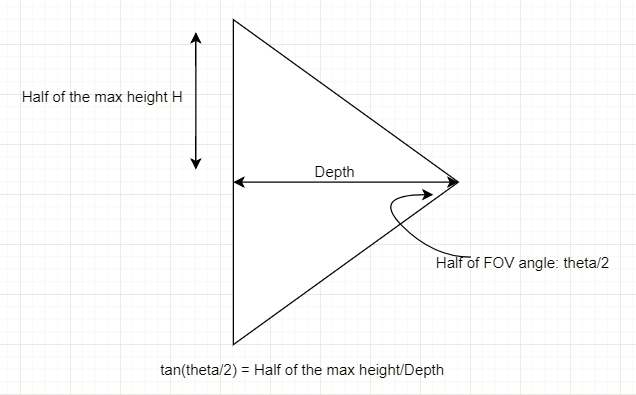 Half of the max height H
Depth
Half of FOV angle: theta/2
tan(theta/2) = Half of the max height/Depth